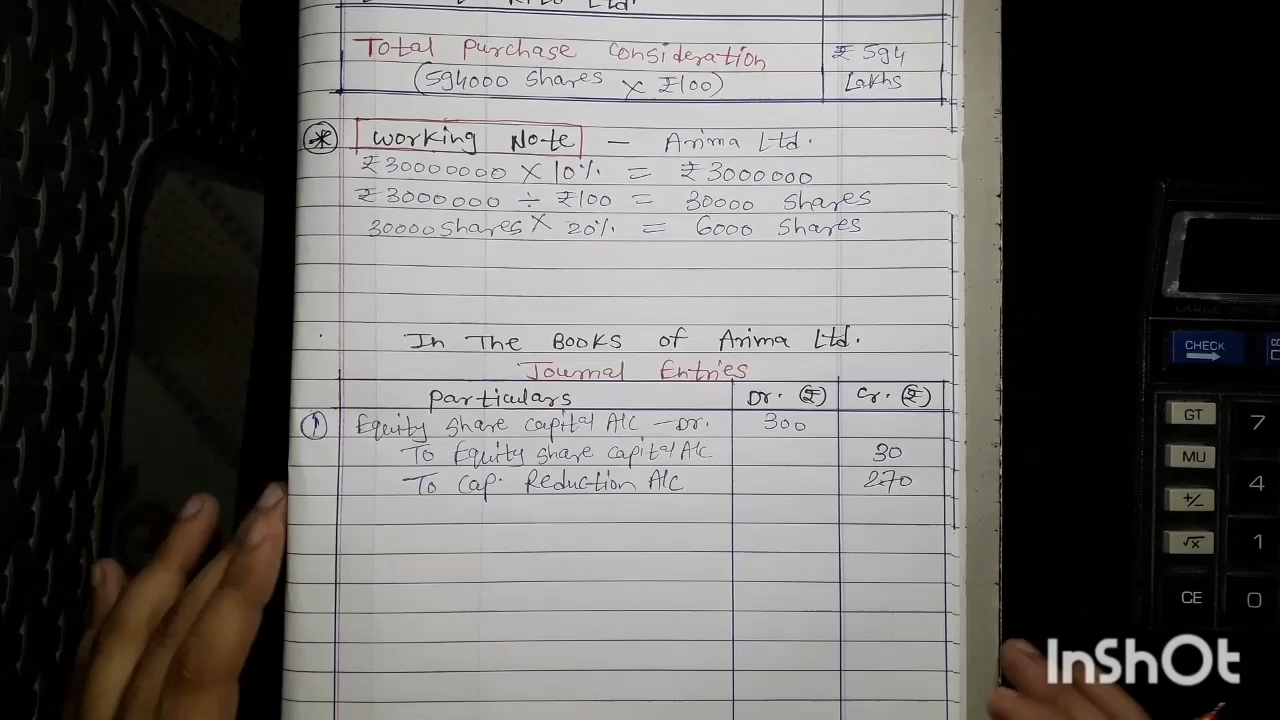 Ltd.
Total Purchase Consideration ₹ 594
(594000 Shares × ₹100) Lakhs
* Working Note — Arima Ltd.
₹30000000 × 10% = ₹3000000
₹3000000 ÷ ₹100 = 30000 Shares
30000 Shares × 20% = 6000 Shares
In The Books of Arima Ltd.
Journal Entries
Particulars Dr. (₹) Cr. (₹)
1 Equity Share capital A/c — Dr. 300
To Equity Share capital A/c 30
To Cap. Reduction A/c 270
CHECK
GT
MU
+/-
√x
CE
7
4
1
0
InShOt